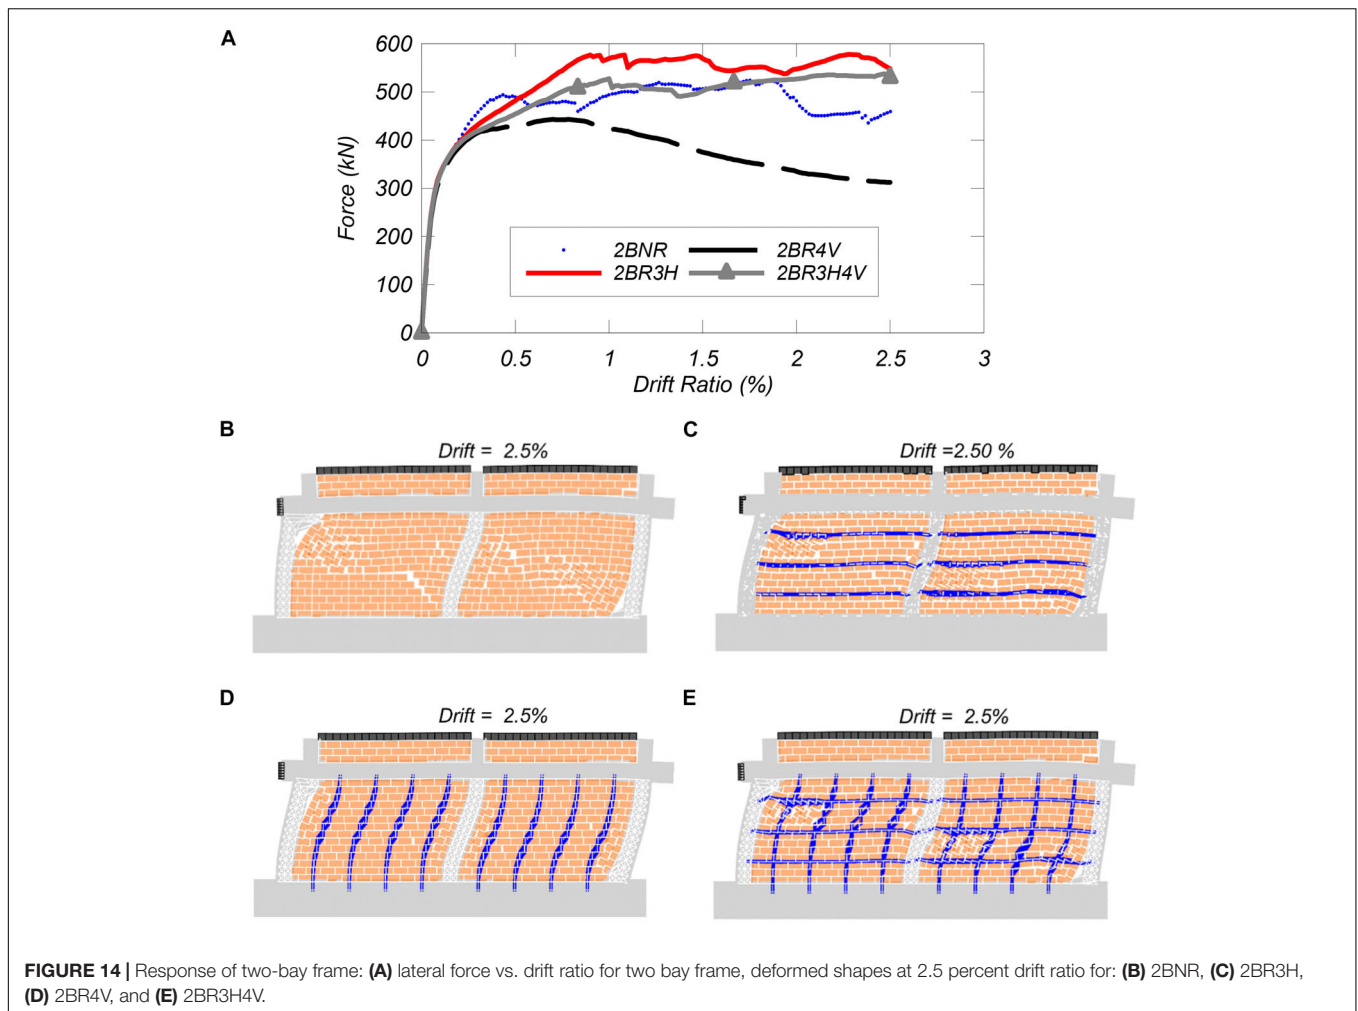 A
600
500
400
300
200
100
0
Force (kN)
2BNR
2BR4V
2BR3H
2BR3H4V
0
0.5
1
1.5
2
2.5
3
Drift Ratio (%)
B
Drift = 2.5%
C
Drift =2.50 %
D
Drift = 2.5%
E
Drift = 2.5%
FIGURE 14 | Response of two-bay frame: (A) lateral force vs. drift ratio for two bay frame, deformed shapes at 2.5 percent drift ratio for: (B) 2BNR, (C) 2BR3H,
(D) 2BR4V, and (E) 2BR3H4V.